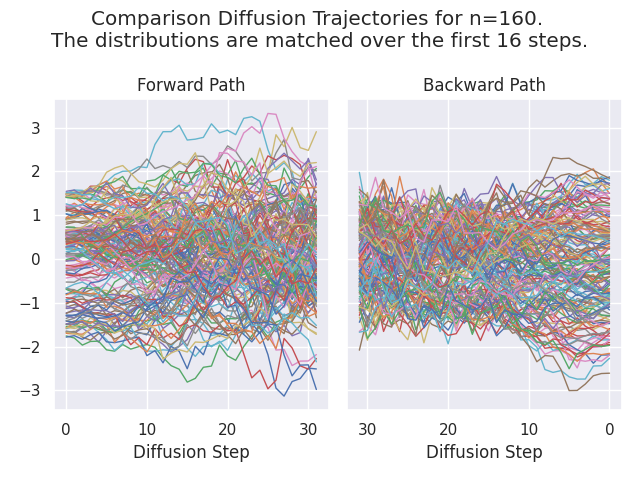 Comparison Diffusion Trajectories for n=160.
The distributions are matched over the first 16 steps.
Forward Path
Backward Path
3
2
1
0
−1
−2
−3
0 10 20 30
30 20 10 0
Diffusion Step
Diffusion Step